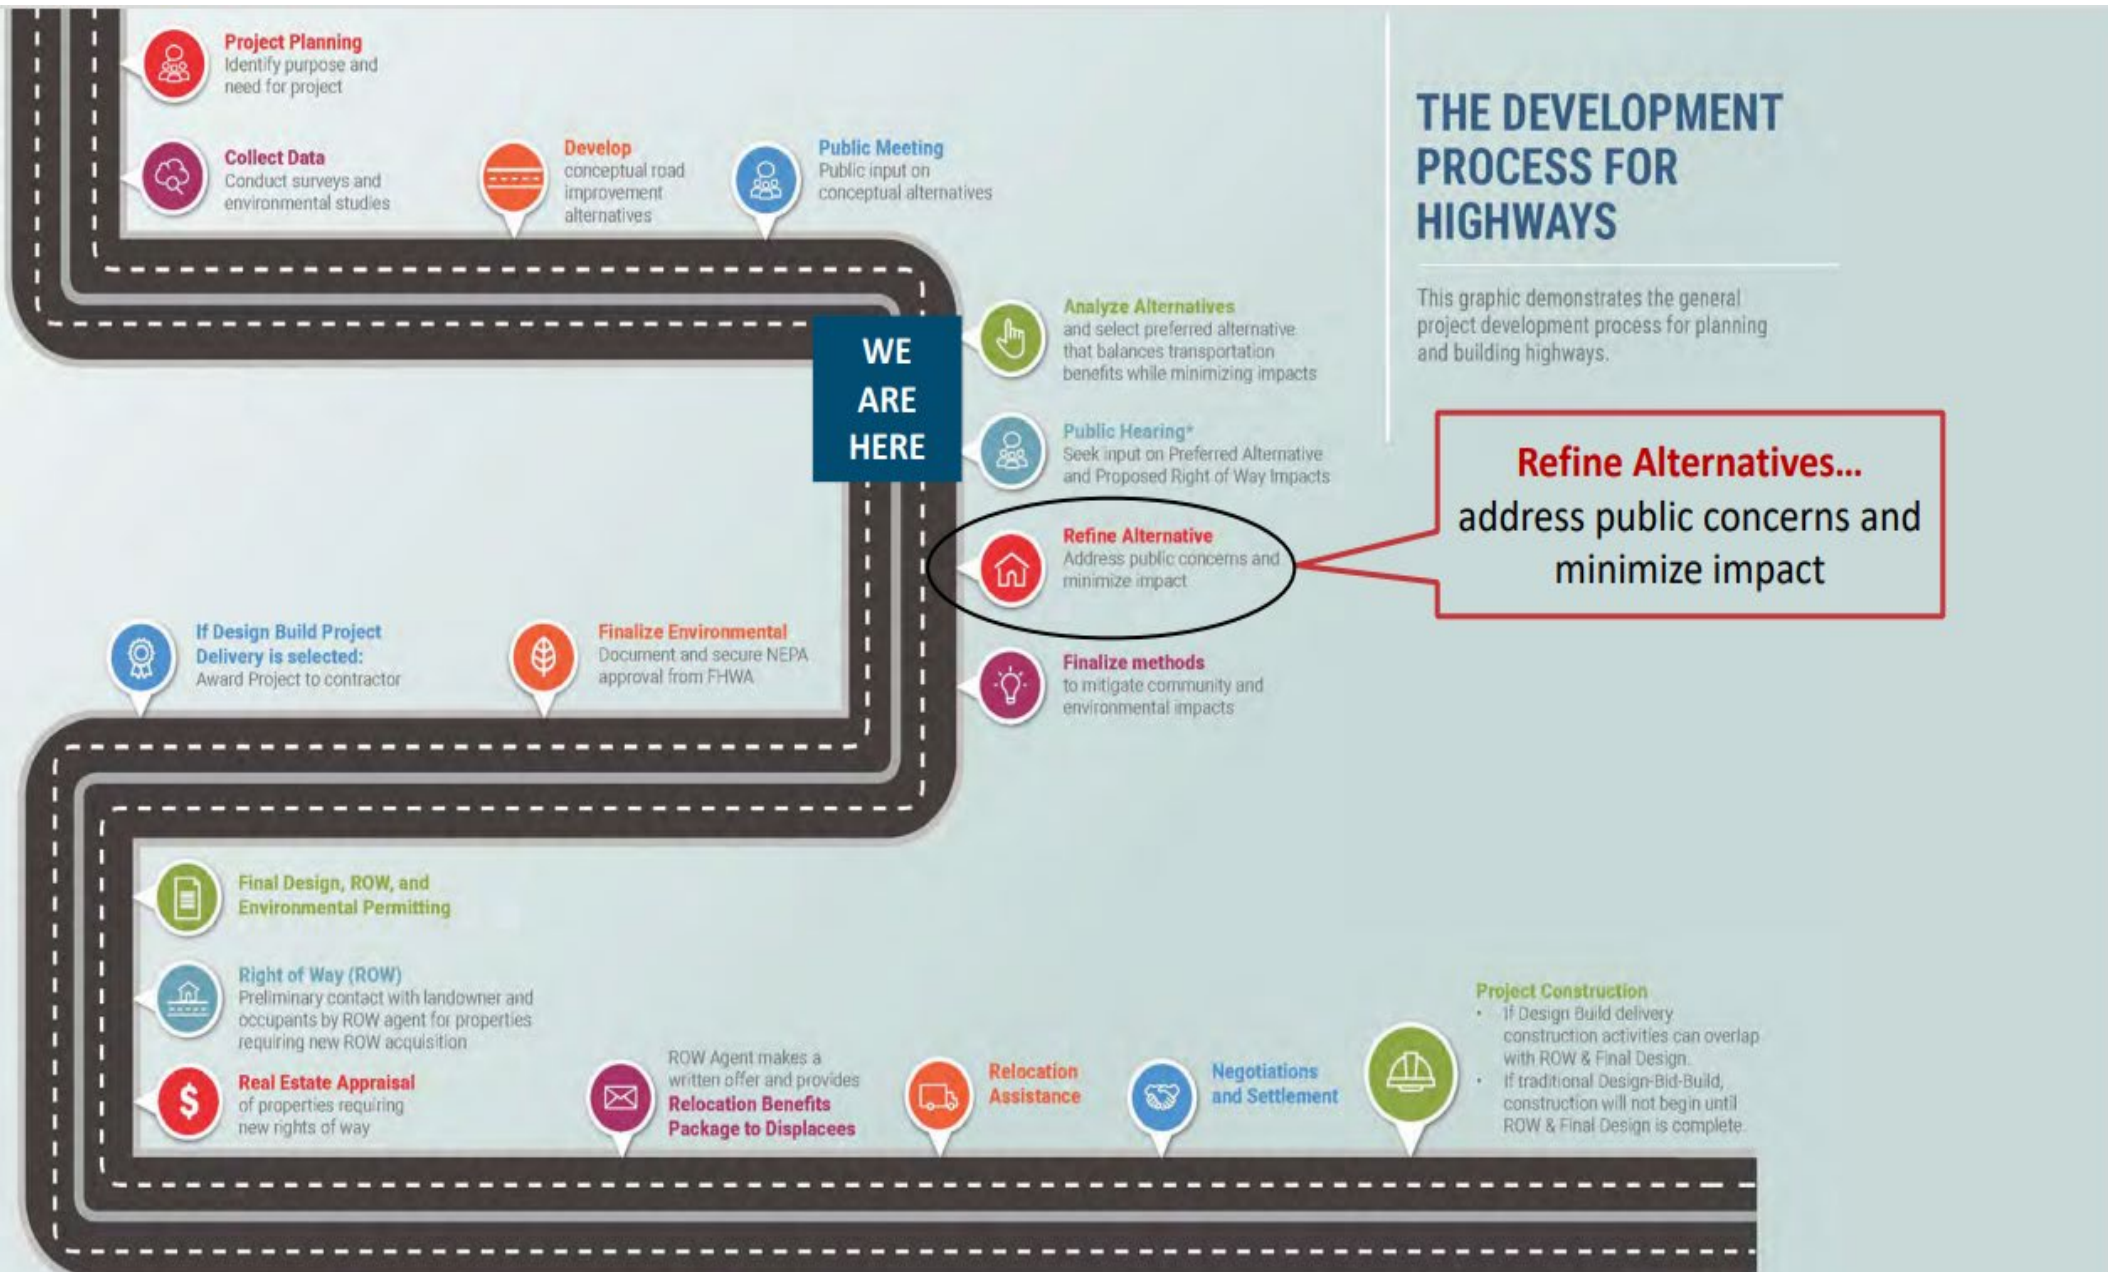 Project Planning
Identify purpose and
need for project
Collect Data
Conduct surveys and
environmental studies
Develop
conceptual road
improvement
alternatives
Public Meeting
Public input on
conceptual alternatives
THE DEVELOPMENT
PROCESS FOR
HIGHWAYS
This graphic demonstrates the general
project development process for planning
and building highways.
WE
ARE
HERE
Analyze Alternatives
and select preferred alternative
that balances transportation
benefits while minimizing impacts
Public Hearing*
Seek input on Preferred Alternative
and Proposed Right of Way Impacts
Refine Alternative
Address public concerns and
minimize impact
Refine Alternatives...
address public concerns and
minimize impact
Finalize methods
to mitigate community and
environmental impacts
Finalize Environmental
Document and secure NEPA
approval from FHWA
If Design Build Project
Delivery is selected:
Award Project to contractor
Final Design, ROW, and
Environmental Permitting
Right of Way (ROW)
Preliminary contact with landowner and
occupants by ROW agent for properties
requiring new ROW acquisition
$
Real Estate Appraisal
of properties requiring
new rights of way
ROW Agent makes a
written offer and provides
Relocation Benefits
Package to Displacees
Relocation
Assistance
Negotiations
and Settlement
Project Construction
• If Design Build delivery
construction activities can overlap
with ROW & Final Design.
• If traditional Design-Bid-Build,
construction will not begin until
ROW & Final Design is complete.